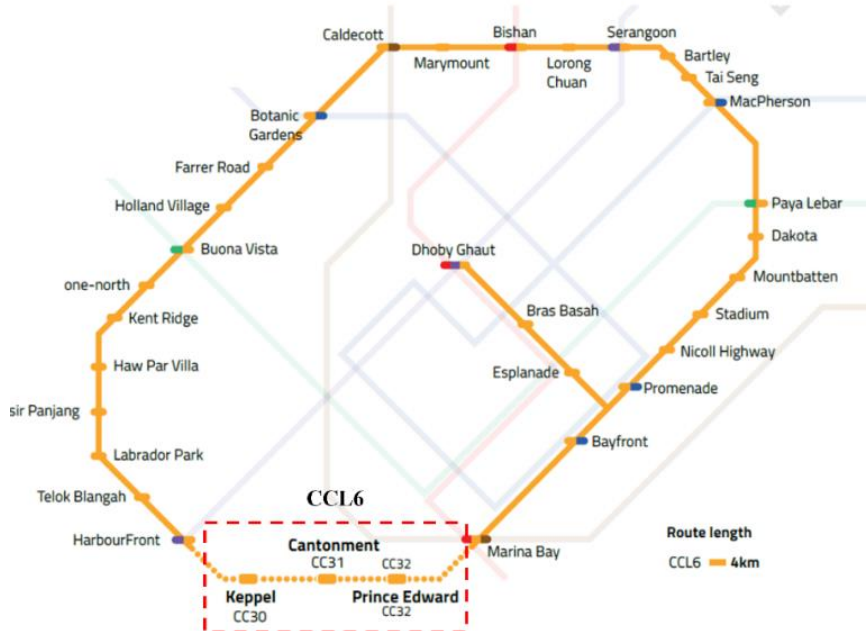 Caldecott
Marymount
Bishan
Lorong
Chuan
Serangoon
Bartley
Tai Seng
MacPherson
Botanic
Gardens
Farrer Road
Holland Village
Buona Vista
Paya Lebar
Dakota
Dhoby Ghaut
Mountbatten
one-north
Bras Basah
Stadium
Kent Ridge
Nicoll Highway
Haw Par Villa
Esplanade
Promenade
sir Panjang
Bayfront
Labrador Park
Telok Blangah
CCL6
HarbourFront
Marina Bay
Route length
CCL6 4km
Cantonment
CC31
CC32
Keppel
CC30
Prince Edward
CC32